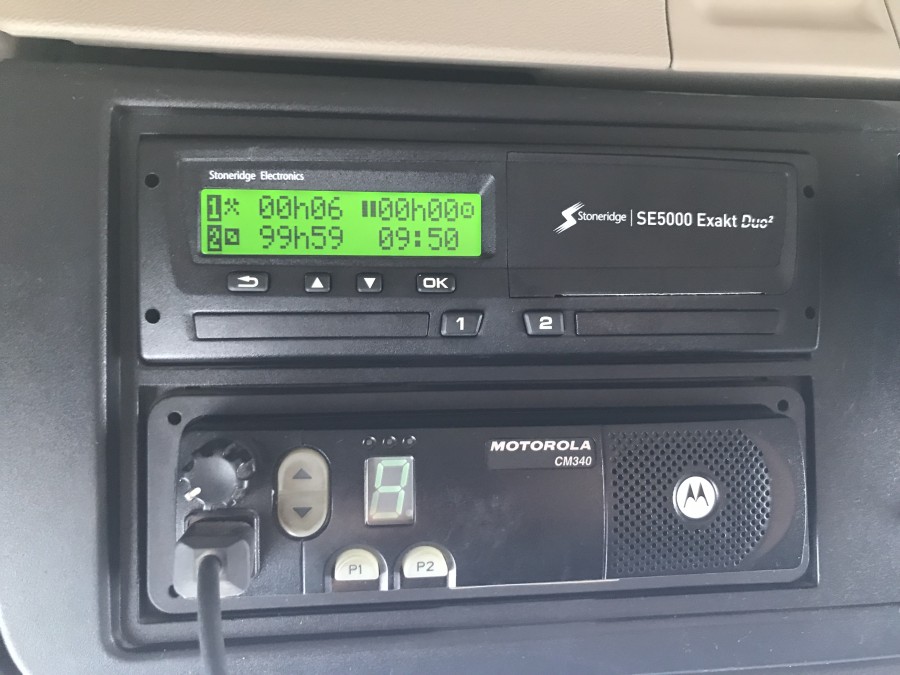 Stoneridge Electronics
1 00h06 00h00
2 99h59 09:50
Stoneridge | SE5000 Exakt Duo²
OK
1 2
MOTOROLA
CM340
P1 P2